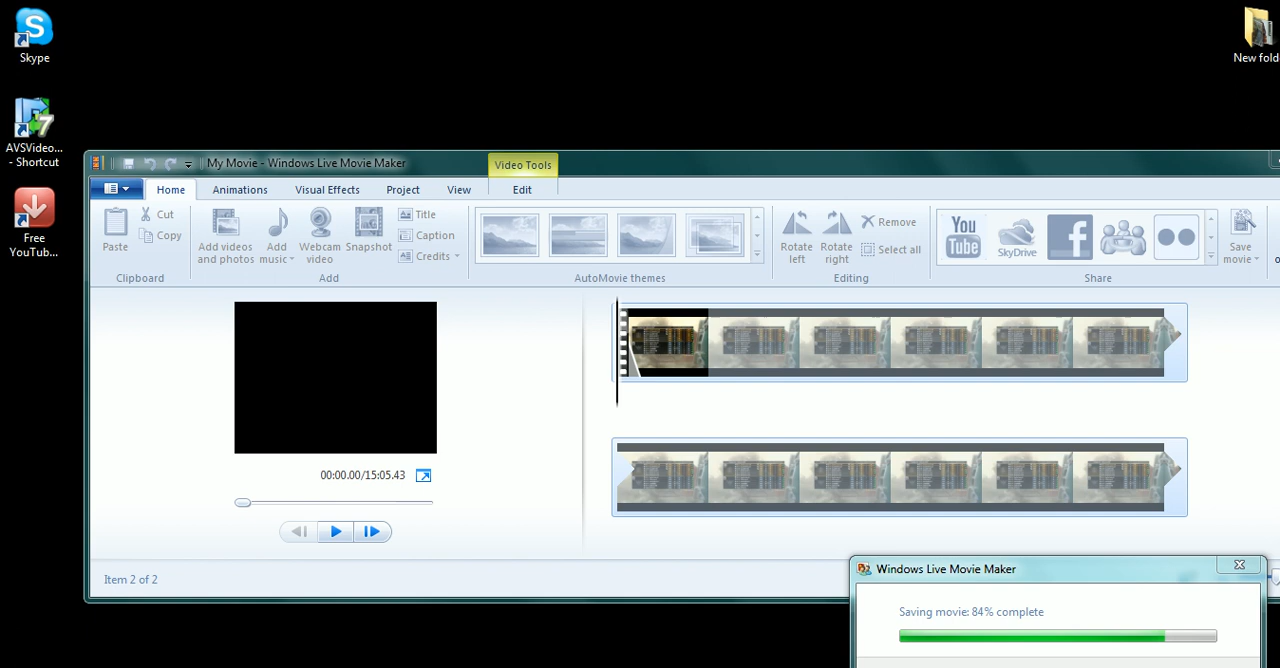 Skype
AVSVideo...
- Shortcut
Free
YouTub...
New fold
My Movie - Windows Live Movie Maker
Video Tools
Home
Animations
Visual Effects
Project
View
Edit
Paste
Cut
Copy
Clipboard
Add videos
and photos
Add
music
Webcam
video
Snapshot
Title
Caption
Credits
Add
AutoMovie themes
Rotate
left
Rotate
right
Remove
Select all
Editing
You
Tube
SkyDrive
Share
Save
movie
00:00.00/15:05.43
Item 2 of 2
Windows Live Movie Maker
Saving movie: 84% complete